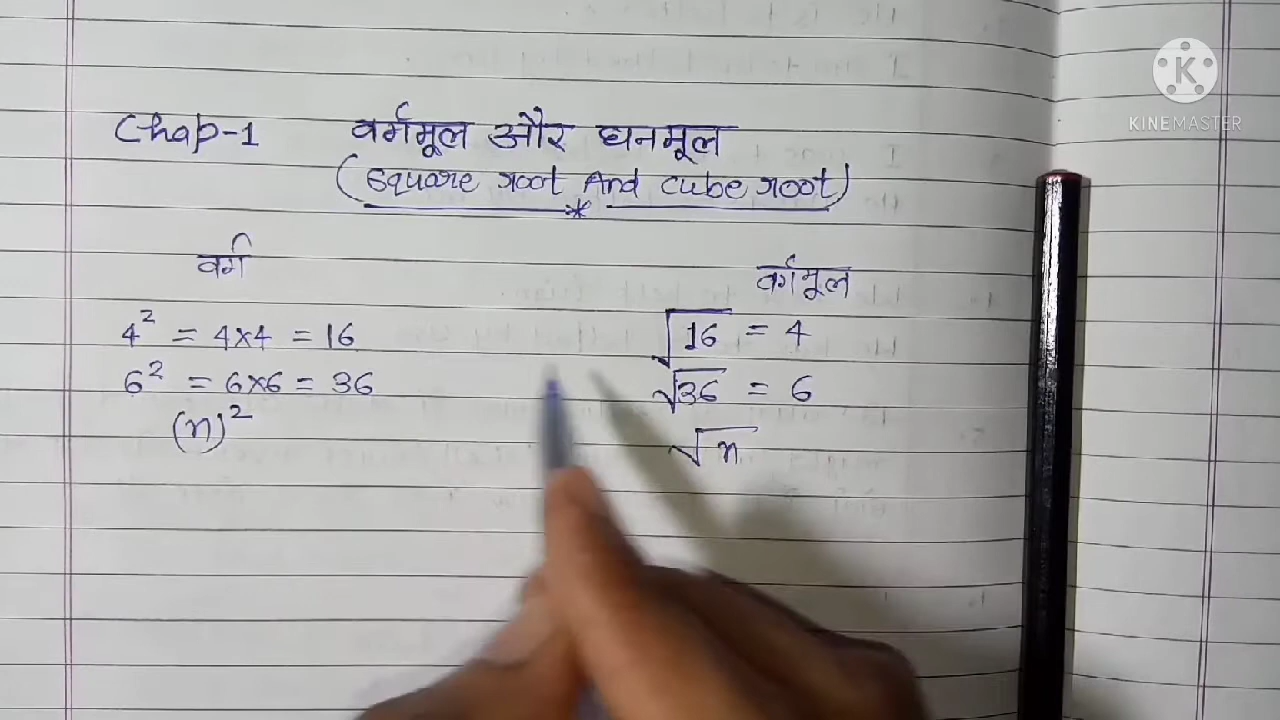 Chap-1 वर्गमूल और घनमूल
(square root And cube root)
*
वर्ग
4² = 4×4 = 16
6² = 6×6 = 36
(n)²
वर्गमूल
√16 = 4
√36 = 6
√n
K
KINEMASTER